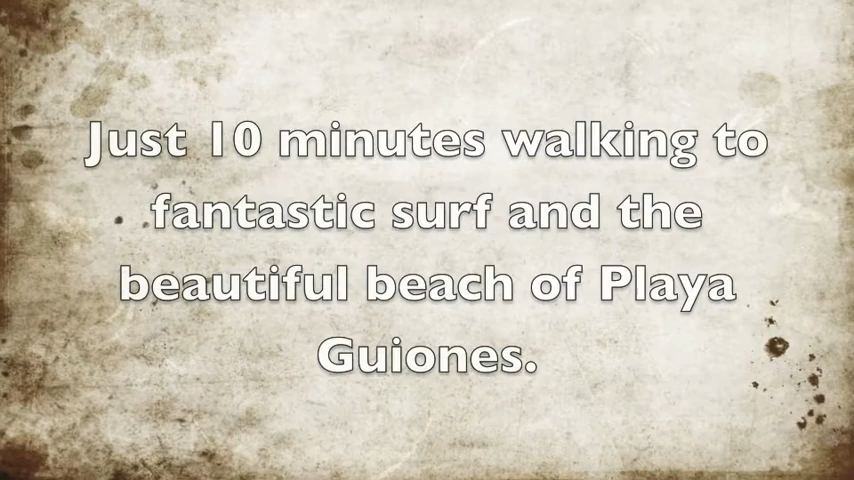 Just 10 minutes walking to
fantastic surf and the
beautiful beach of Playa
Guiones.